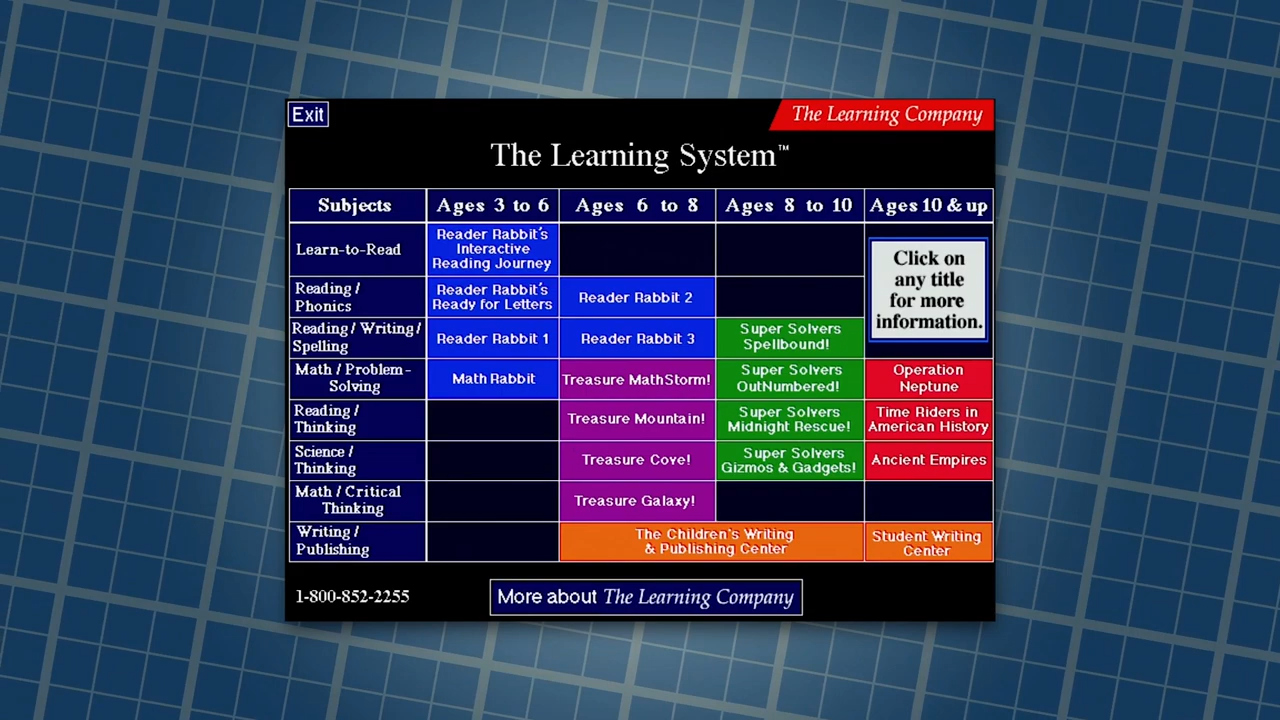 Exit
The Learning Company
The Learning System™
Subjects
Ages 3 to 6
Ages 6 to 8
Ages 8 to 10
Ages 10 & up
Learn-to-Read
Reader Rabbit's
Interactive
Reading Journey
Click on
any title
for more
information.
Reading /
Phonics
Reader Rabbit's
Ready for Letters
Reader Rabbit 2
Reading / Writing /
Spelling
Reader Rabbit 1
Reader Rabbit 3
Super Solvers
Spellbound!
Math / Problem-
Solving
Math Rabbit
Treasure MathStorm!
Super Solvers
OutNumbered!
Operation
Neptune
Reading /
Thinking
Treasure Mountain!
Super Solvers
Midnight Rescue!
Time Riders in
American History
Science /
Thinking
Treasure Cove!
Super Solvers
Gizmos & Gadgets!
Ancient Empires
Math / Critical
Thinking
Treasure Galaxy!
Writing /
Publishing
The Children's Writing
& Publishing Center
Student Writing
Center
1-800-852-2255
More about The Learning Company